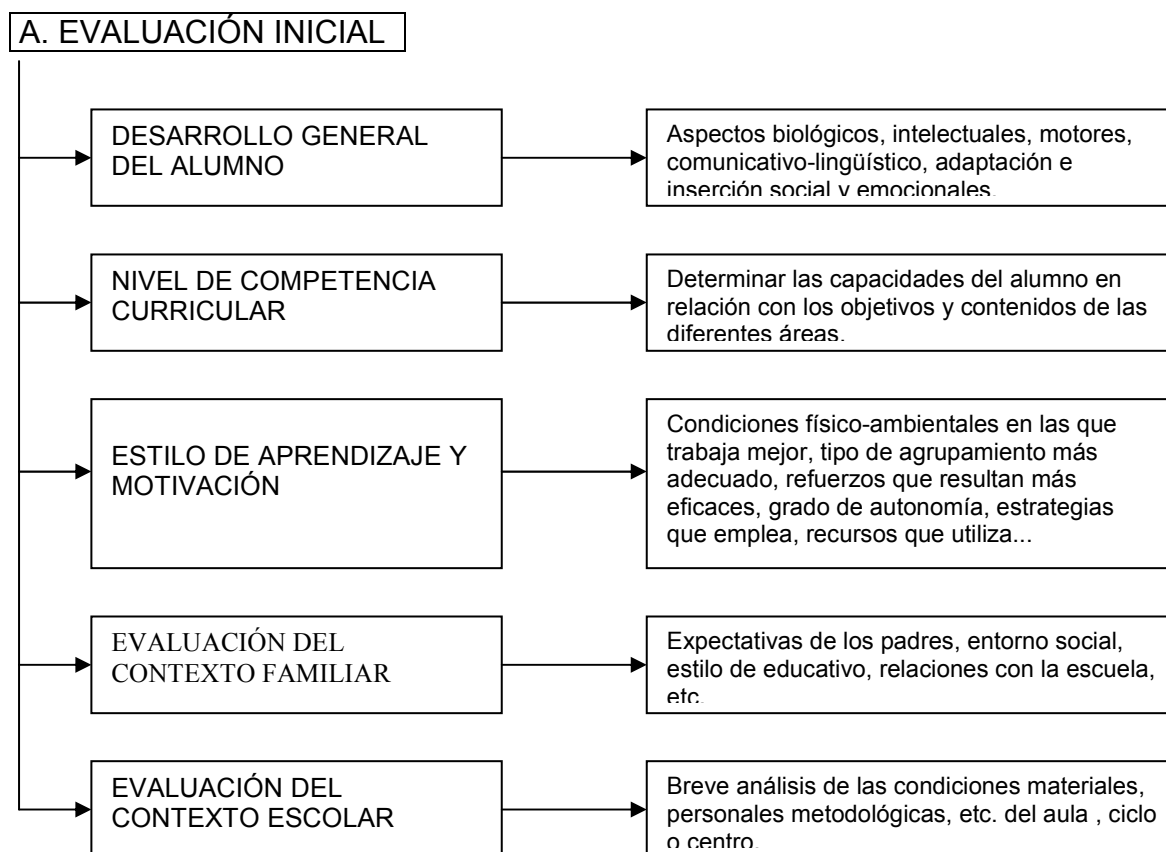 A. EVALUACIÓN INICIAL
DESARROLLO GENERAL
DEL ALUMNO
Aspectos biológicos, intelectuales, motores,
comunicativo-lingüístico, adaptación e
inserción social y emocionales.
NIVEL DE COMPETENCIA
CURRICULAR
Determinar las capacidades del alumno en
relación con los objetivos y contenidos de las
diferentes áreas.
ESTILO DE APRENDIZAJE Y
MOTIVACIÓN
Condiciones físico-ambientales en las que
trabaja mejor, tipo de agrupamiento más
adecuado, refuerzos que resultan más
eficaces, grado de autonomía, estrategias
que emplea, recursos que utiliza...
EVALUACIÓN DEL
CONTEXTO FAMILIAR
Expectativas de los padres, entorno social,
estilo de educativo, relaciones con la escuela,
etc.
EVALUACIÓN DEL
CONTEXTO ESCOLAR
Breve análisis de las condiciones materiales,
personales metodológicas, etc. del aula , ciclo
o centro.